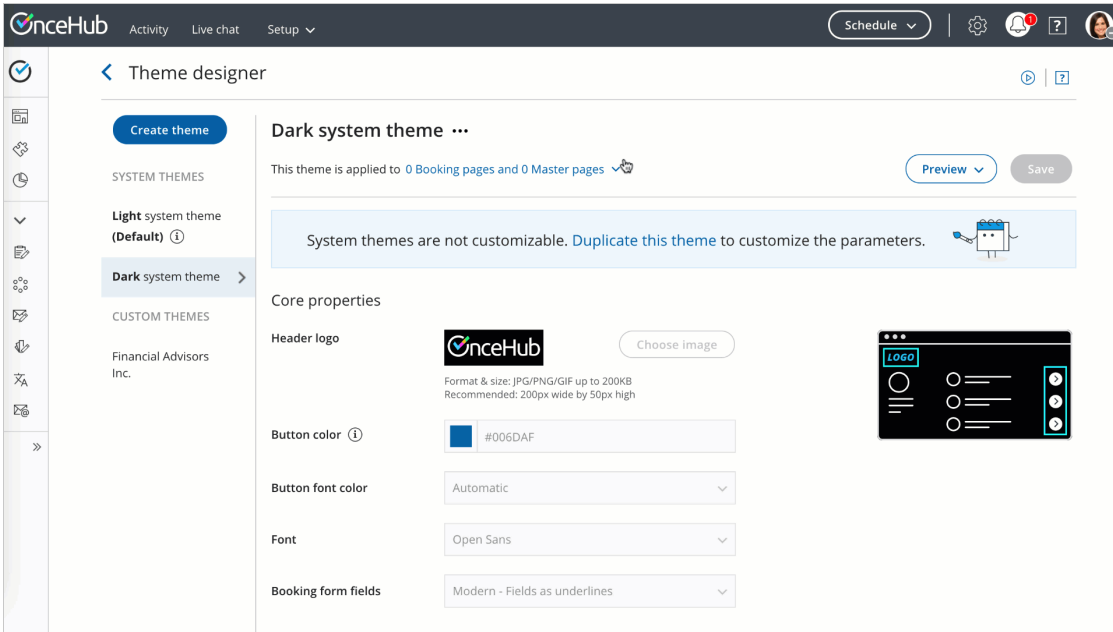 OnceHub
Activity
Live chat
Setup
Schedule
1
?
Theme designer
?
Create theme
SYSTEM THEMES
Light system theme
(Default) i
Dark system theme
CUSTOM THEMES
Financial Advisors
Inc.
Dark system theme •••
This theme is applied to 0 Booking pages and 0 Master pages
Preview
Save
System themes are not customizable. Duplicate this theme to customize the parameters.
Core properties
Header logo
OnceHub
Choose image
Format & size: JPG/PNG/GIF up to 200KB
Recommended: 200px wide by 50px high
LOGO
Button color i
#006DAF
Button font color
Automatic
Font
Open Sans
Booking form fields
Modern - Fields as underlines